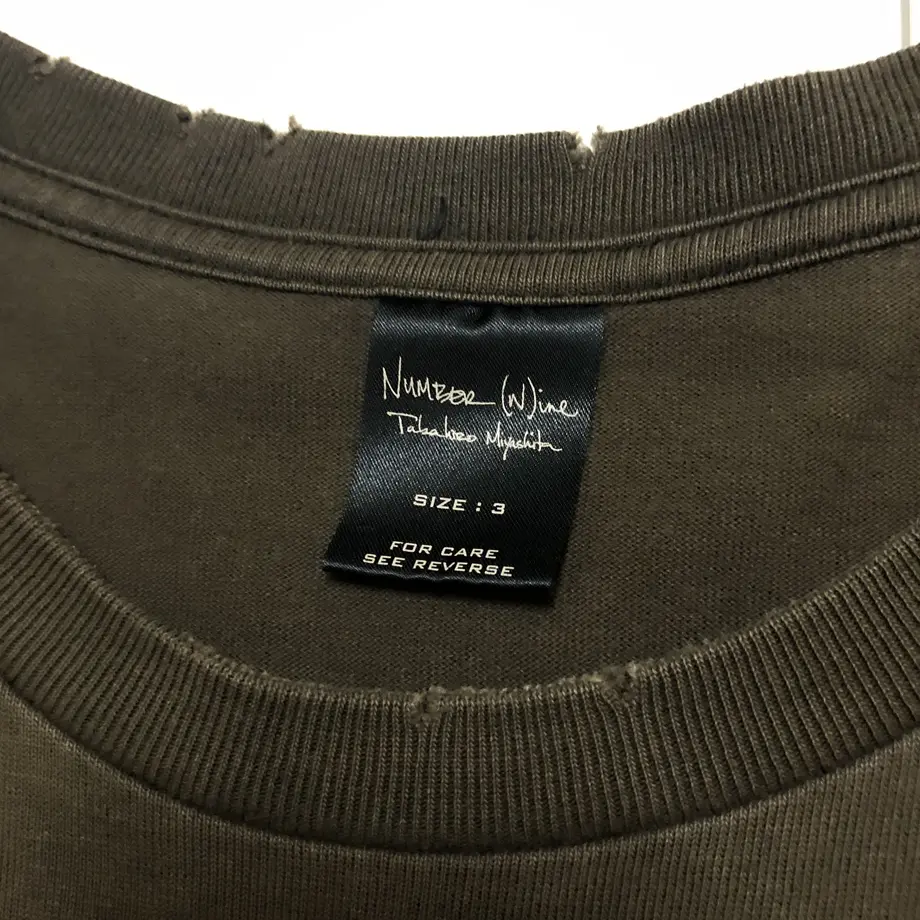 NUMBER (N)ine
Takahiro Miyashita
SIZE : 3
FOR CARE
SEE REVERSE